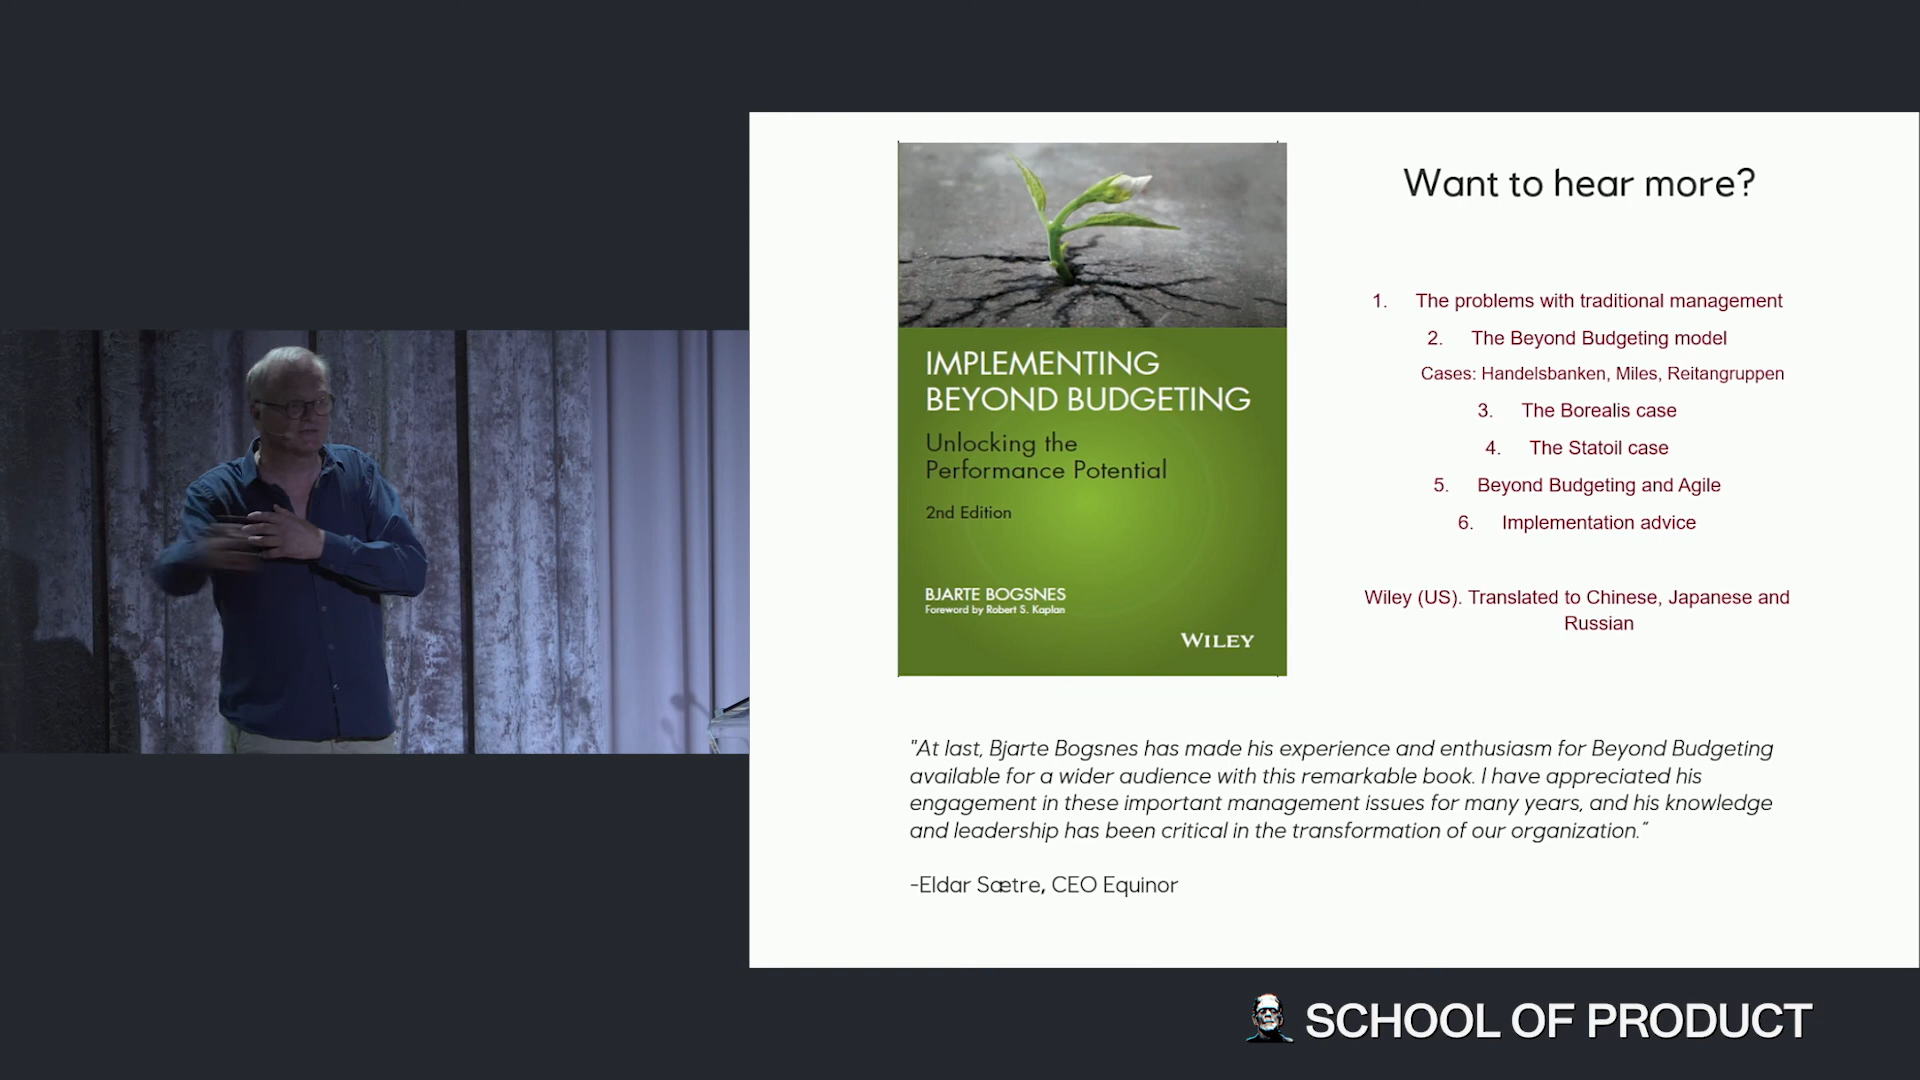 Want to hear more?
IMPLEMENTING
BEYOND BUDGETING
Unlocking the
Performance Potential
2nd Edition
BJARTE BOGSNES
Foreword by Robert S. Kaplan
WILEY
1. The problems with traditional management
2. The Beyond Budgeting model
Cases: Handelsbanken, Miles, Reitangruppen
3. The Borealis case
4. The Statoil case
5. Beyond Budgeting and Agile
6. Implementation advice
Wiley (US). Translated to Chinese, Japanese and
Russian
"At last, Bjarte Bogsnes has made his experience and enthusiasm for Beyond Budgeting
available for a wider audience with this remarkable book. I have appreciated his
engagement in these important management issues for many years, and his knowledge
and leadership has been critical in the transformation of our organization.”
-Eldar Sætre, CEO Equinor
SCHOOL OF PRODUCT